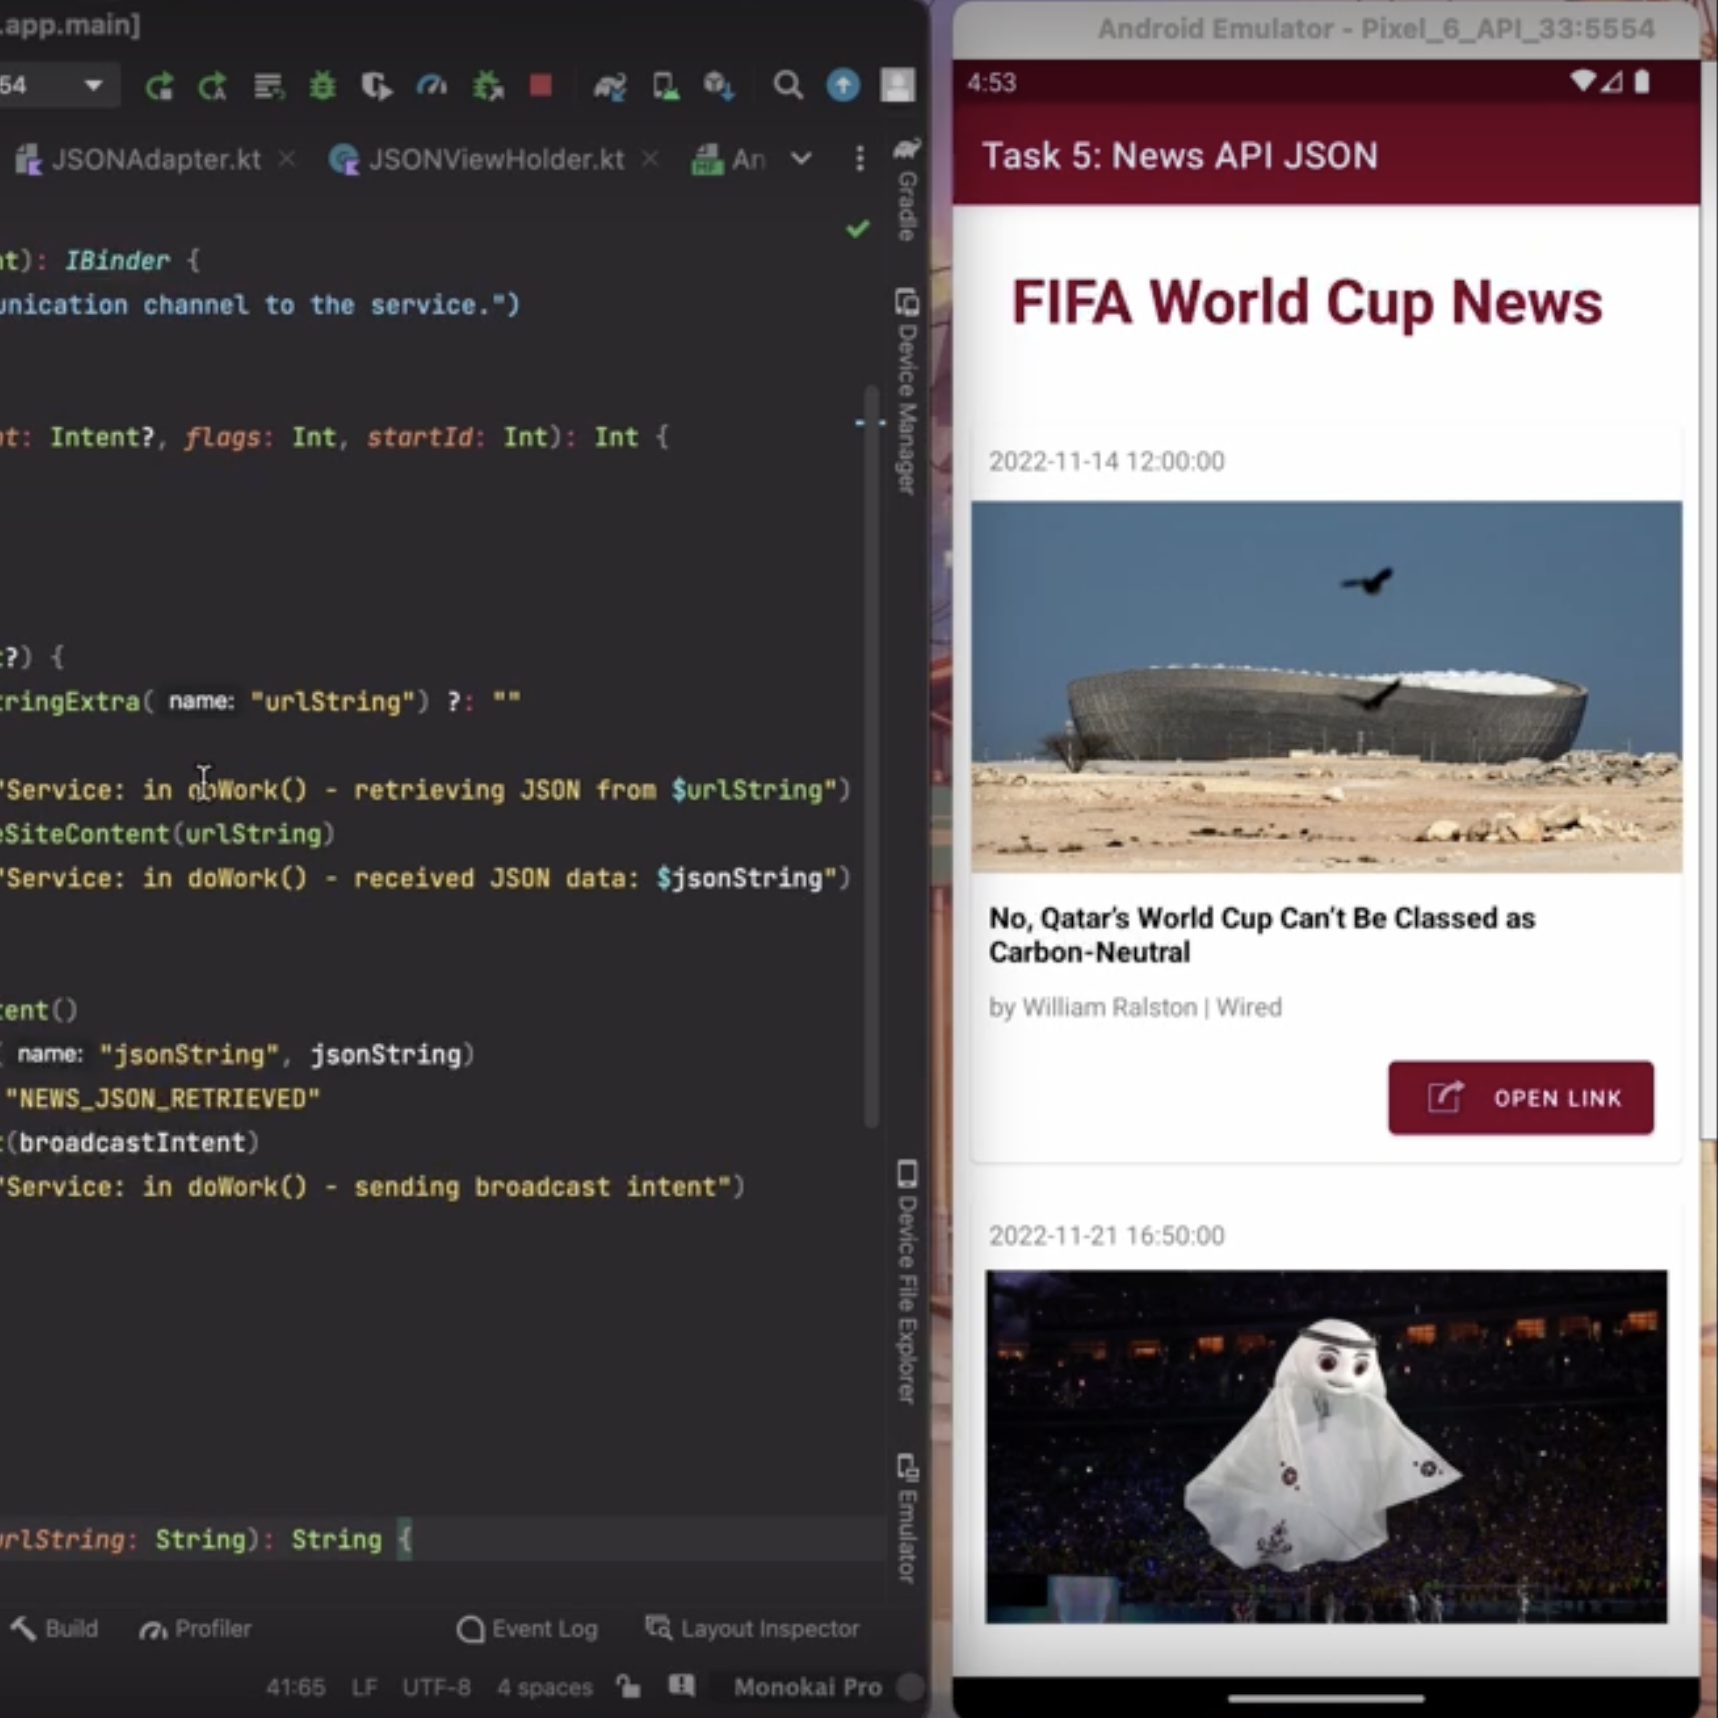 .app.main]
54
JSONAdapter.kt
JSONViewHolder.kt
An
Gradle
Device Manager
Device File Explorer
Emulator
nt): IBinder {
unication channel to the service.")
nt: Intent?, flags: Int, startId: Int): Int {
t?) {
tringExtra( name: "urlString") ?: ""
"Service: in doWork() - retrieving JSON from $urlString")
eSiteContent(urlString)
"Service: in doWork() - received JSON data: $jsonString")
tent()
( name: "jsonString", jsonString)
"NEWS_JSON_RETRIEVED"
t(broadcastIntent)
"Service: in doWork() - sending broadcast intent")
urlString: String): String {
Build
Profiler
Event Log
Layout Inspector
41:65 LF UTF-8 4 spaces Monokai Pro
Android Emulator - Pixel_6_API_33:5554
4:53
Task 5: News API JSON
FIFA World Cup News
2022-11-14 12:00:00
No, Qatar’s World Cup Can’t Be Classed as
Carbon-Neutral
by William Ralston | Wired
OPEN LINK
2022-11-21 16:50:00